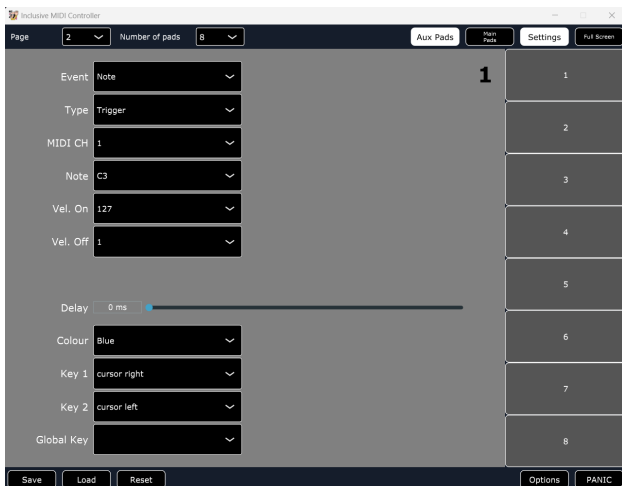 Inclusive MIDI Controller
Page 2 Number of pads 8 Aux Pads Main Pads Settings Full Screen
Event Note
Type Trigger
MIDI CH 1
Note C3
Vel. On 127
Vel. Off 1
Delay 0 ms
Colour Blue
Key 1 cursor right
Key 2 cursor left
Global Key
1
1
2
3
4
5
6
7
8
Save Load Reset Options PANIC